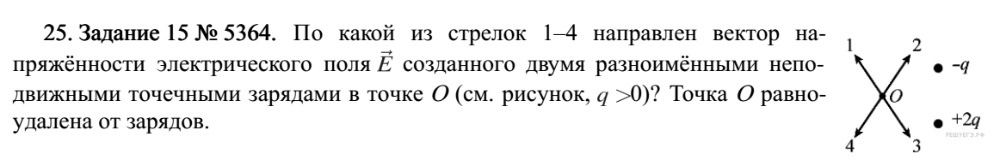 25. Задание 15 № 5364. По какой из стрелок 1–4 направлен вектор на-
пряжённости электрического поля E⃗ созданного двумя разноимёнными непо-
движными точечными зарядами в точке O (см. рисунок, q >0)? Точка O равно-
удалена от зарядов.
1 2
–q
O
+2q
4 3
РЕШУЕГЭ.РФ